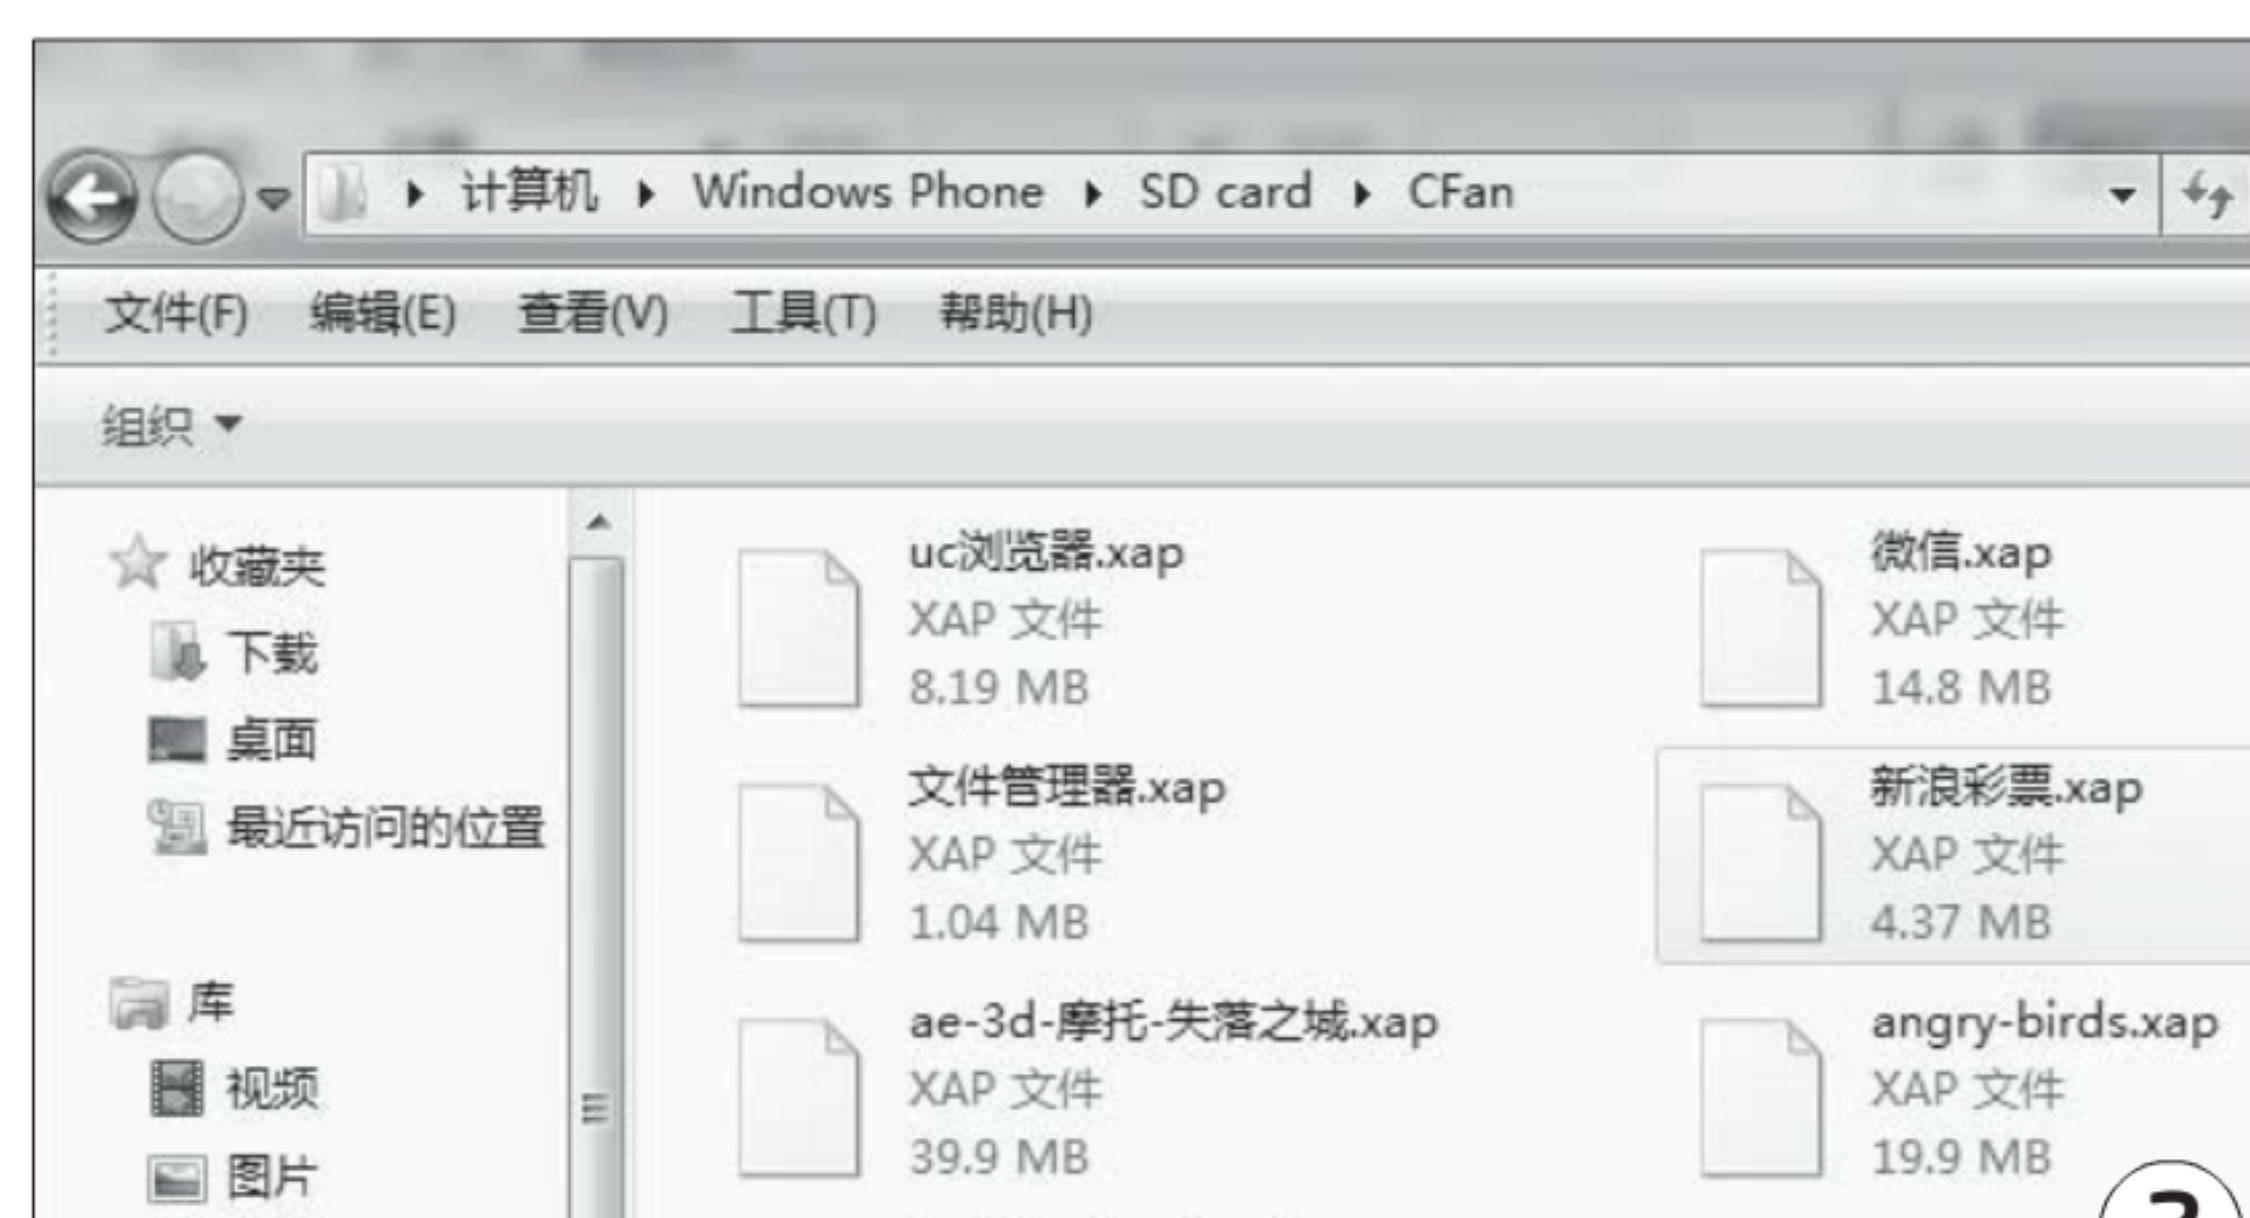 计算机 Windows Phone SD card CFan
文件(F) 编辑(E) 查看(V) 工具(T) 帮助(H)
组织
收藏夹
下载
桌面
最近访问的位置
库
视频
图片
uc浏览器.xap
XAP 文件
8.19 MB
微信.xap
XAP 文件
14.8 MB
文件管理器.xap
XAP 文件
1.04 MB
新浪彩票.xap
XAP 文件
4.37 MB
ae-3d-摩托-失落之城.xap
XAP 文件
39.9 MB
angry-birds.xap
XAP 文件
19.9 MB